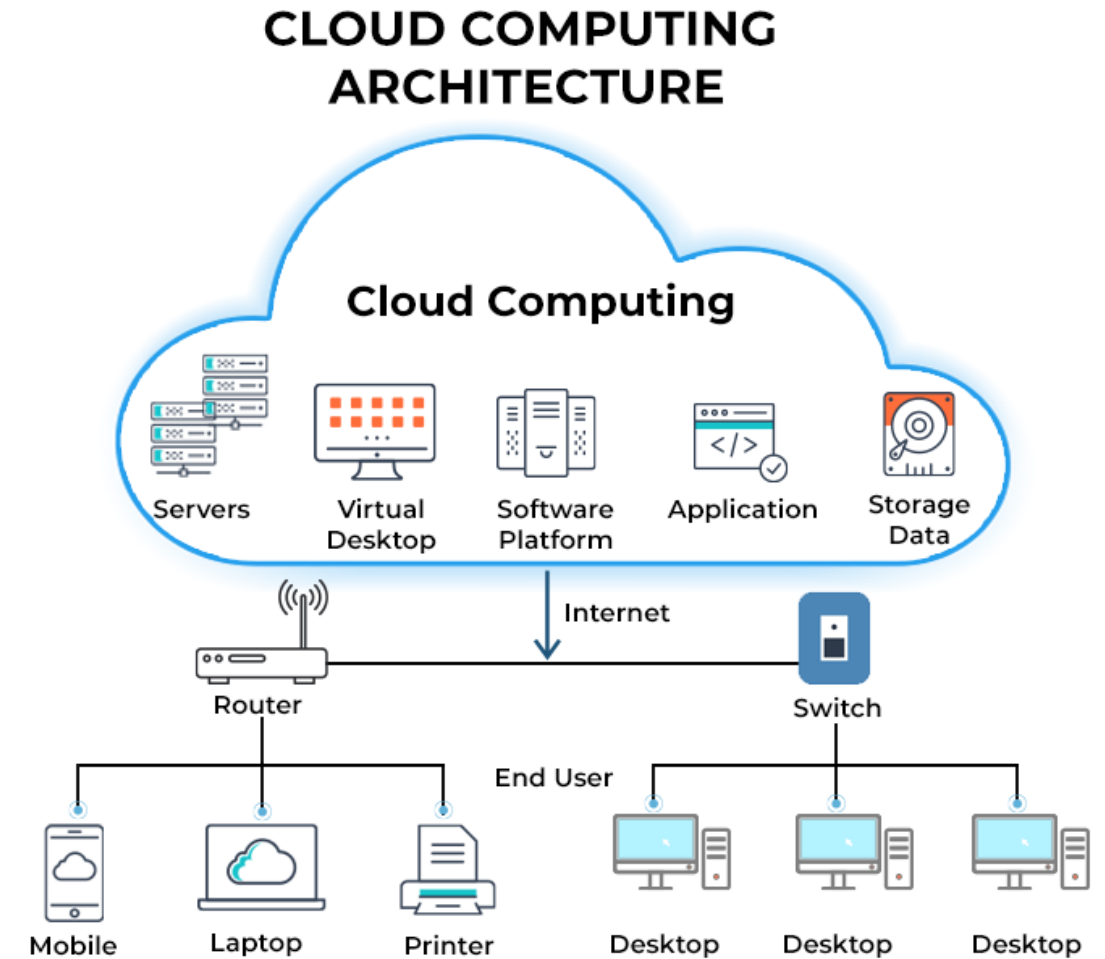 CLOUD COMPUTING
ARCHITECTURE
Cloud Computing
Servers
Virtual
Desktop
Software
Platform
Application
Storage
Data
Internet
Router
Switch
End User
Mobile
Laptop
Printer
Desktop
Desktop
Desktop